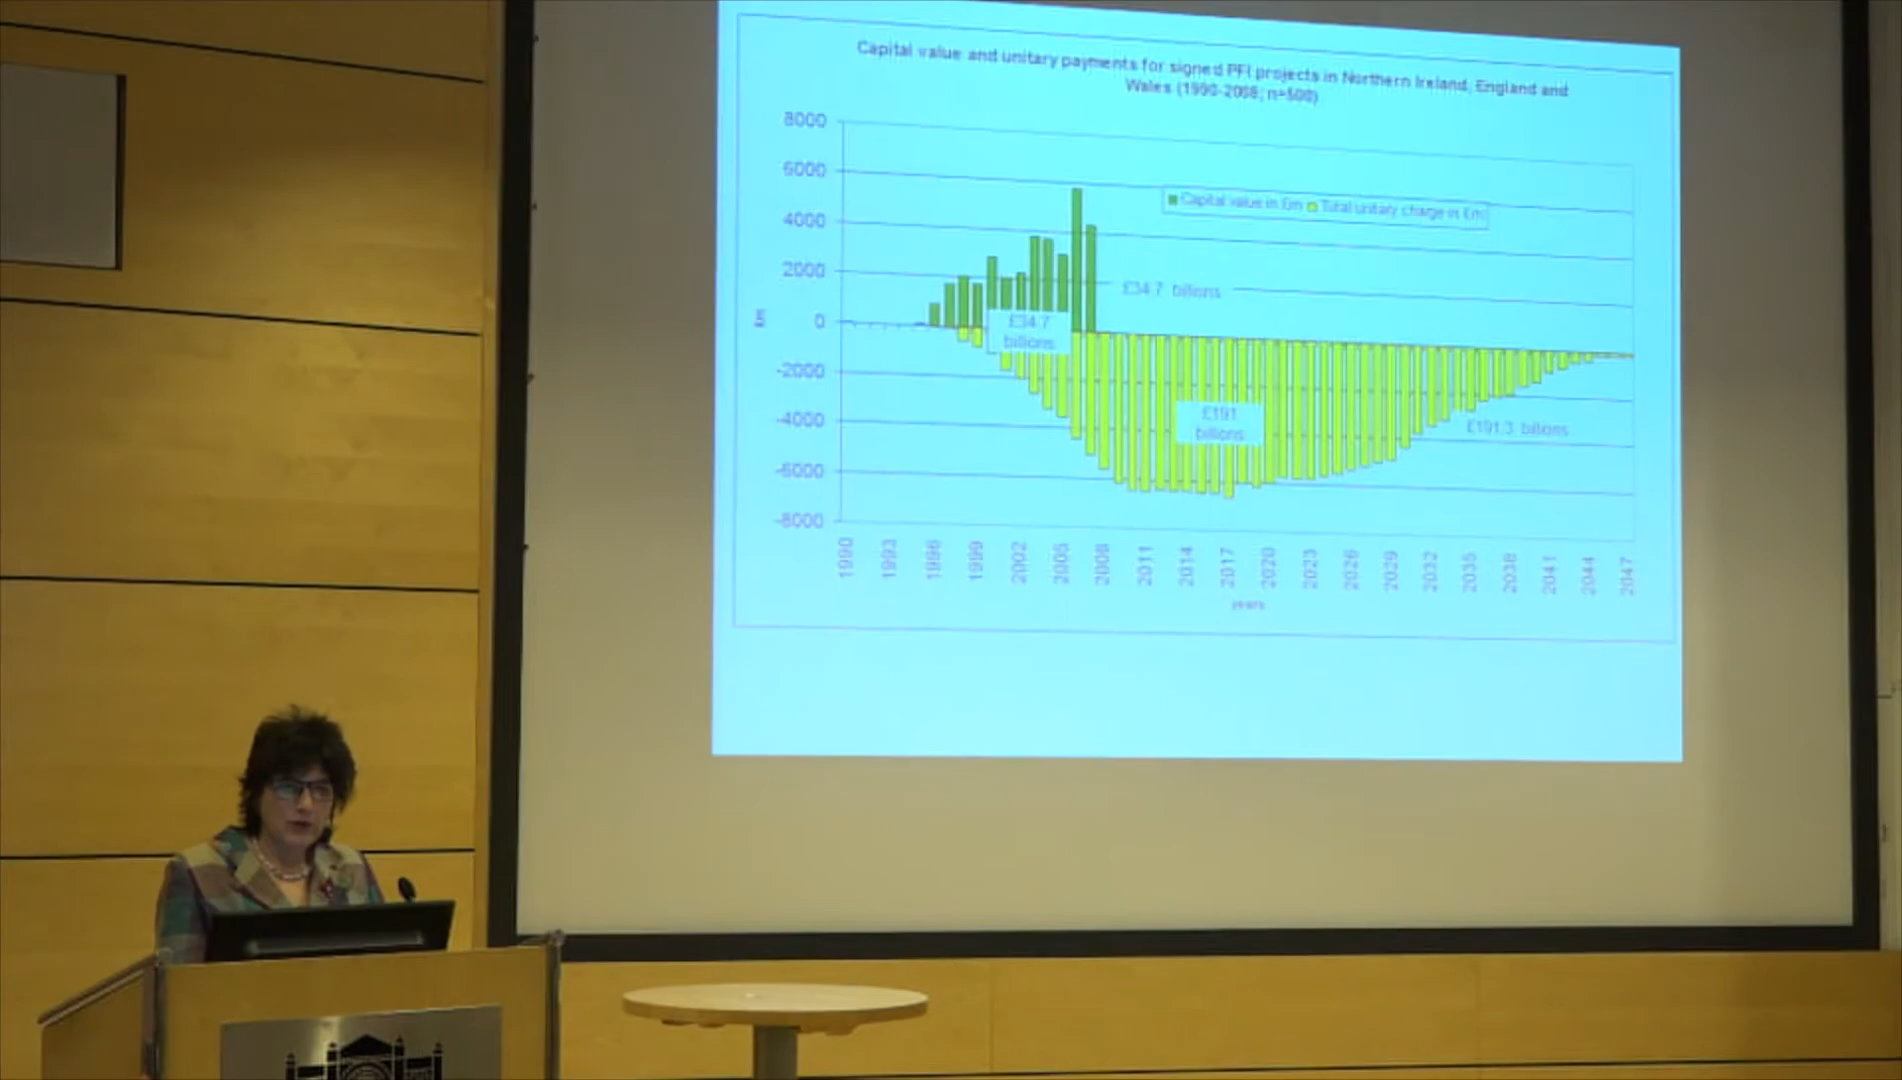 Capital value and unitary payments for signed PFI projects in Northern Ireland, England and
Wales (1990-2008; n=500)
8000
6000
4000
2000
0
-2000
-4000
-6000
-8000
£m
Capital value in £m Total unitary charge in £m
£34.7 billions
£34.7
billions
£191
billions
£191.3 billions
1990 1993 1996 1999 2002 2005 2008 2011 2014 2017 2020 2023 2026 2029 2032 2035 2038 2041 2044 2047
years